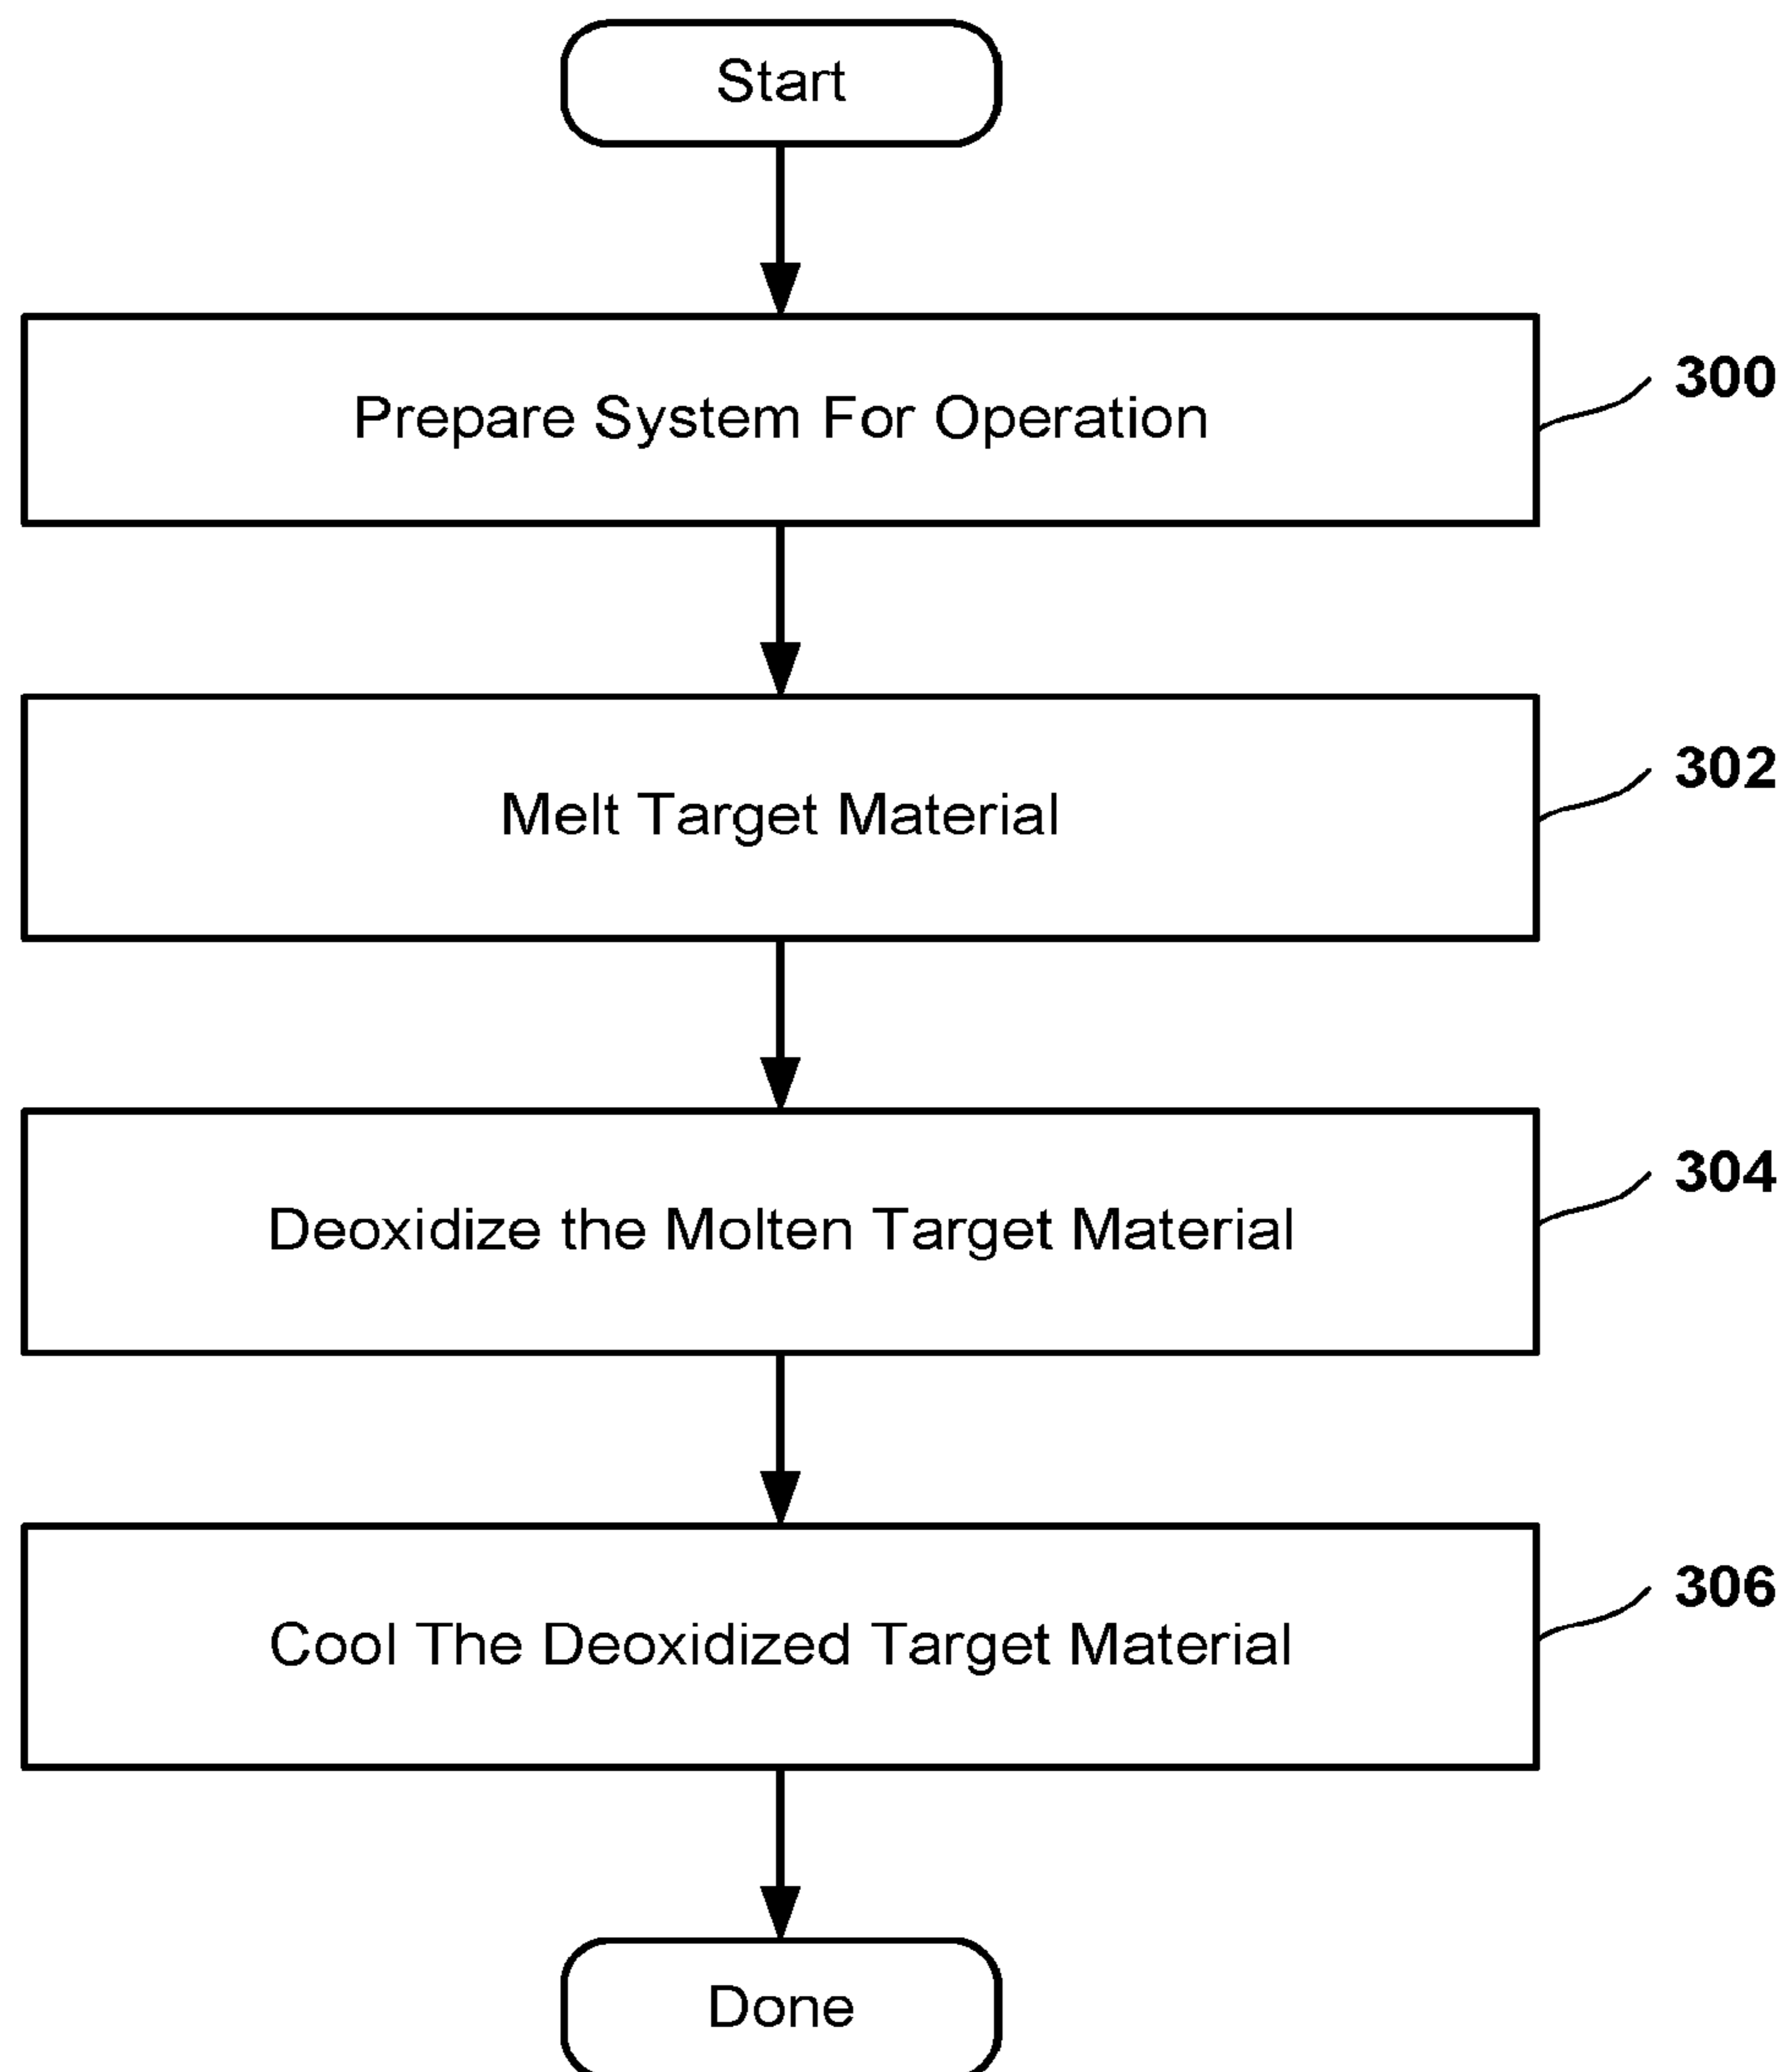 Start
Prepare System For Operation
300
Melt Target Material
302
Deoxidize the Molten Target Material
304
Cool The Deoxidized Target Material
306
Done